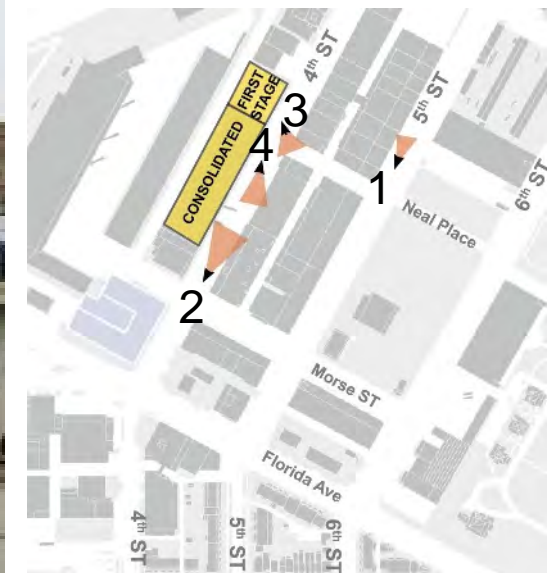 4th ST
5th ST
6th ST
FIRST
STAGE
CONSOLIDATED
3
4
1
2
Neal Place
Morse ST
Florida Ave
4th ST
5th ST
6th ST